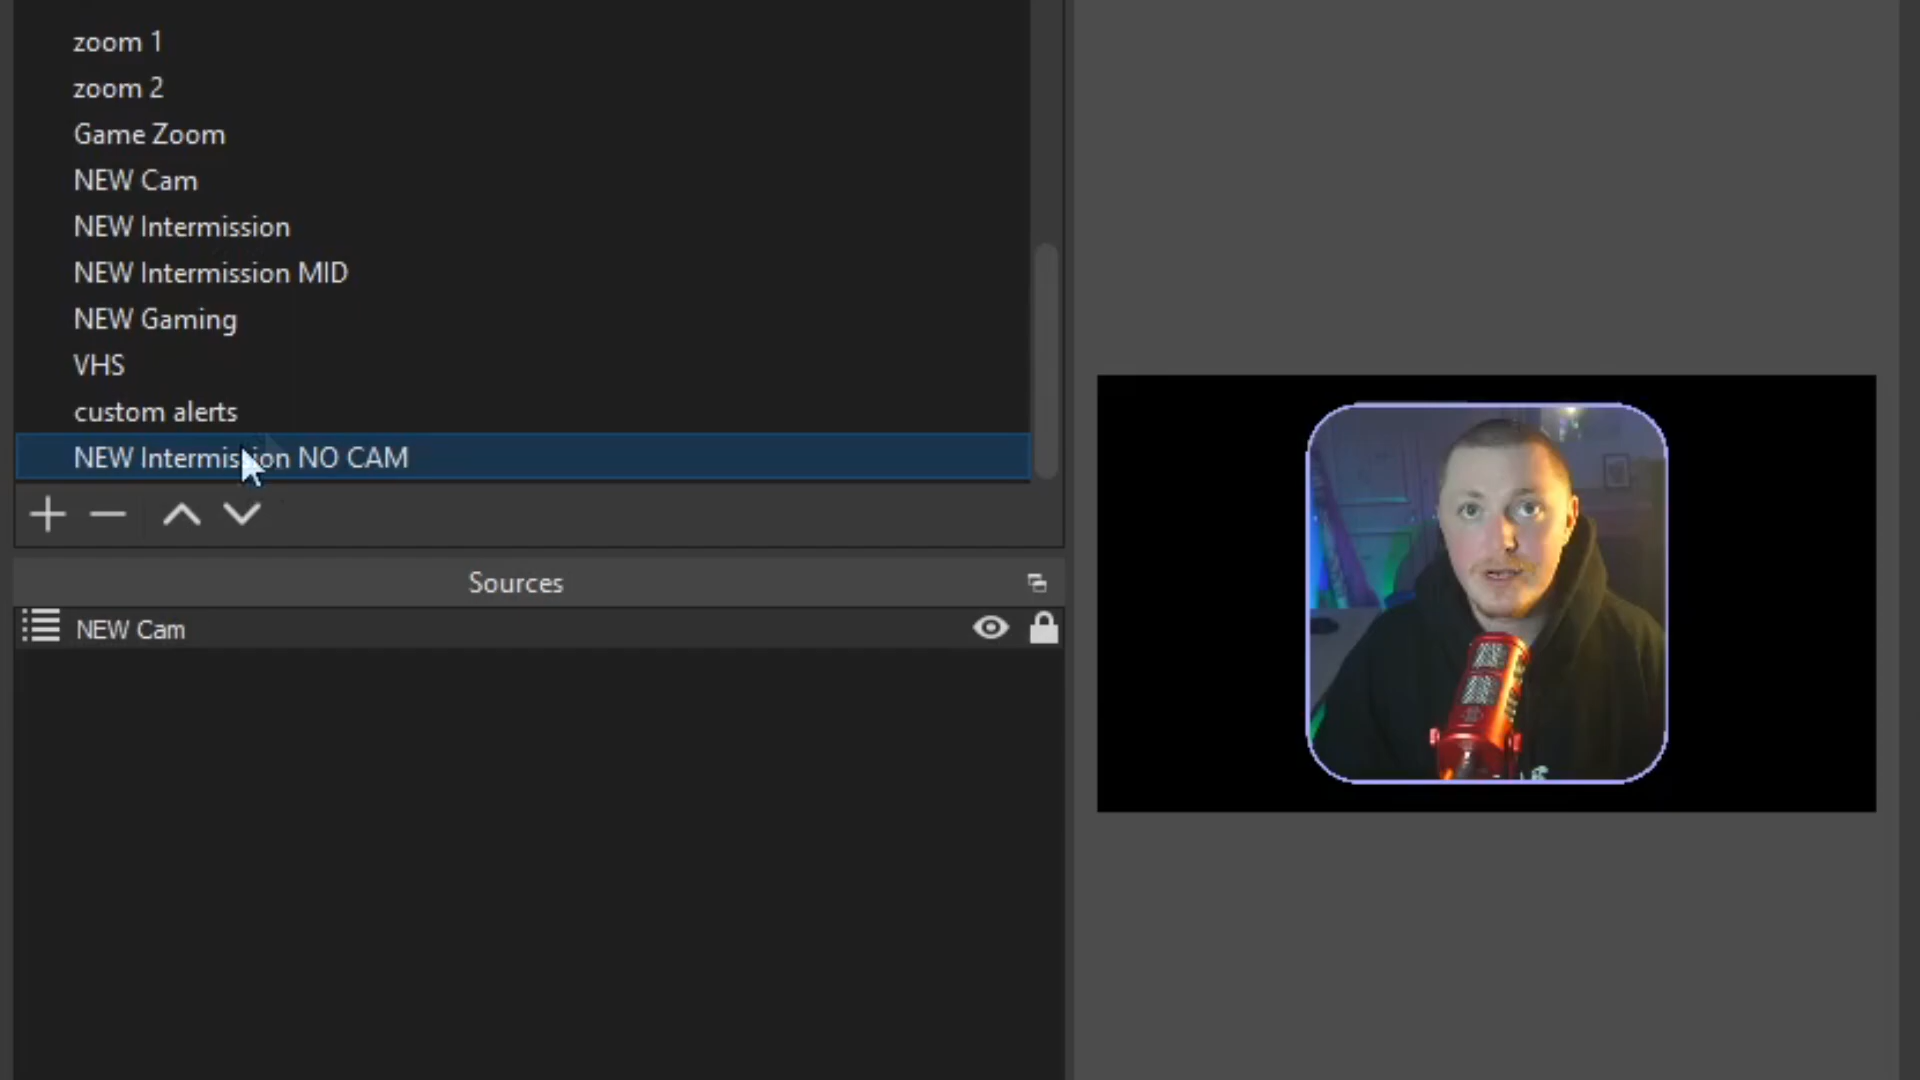 zoom 1
zoom 2
Game Zoom
NEW Cam
NEW Intermission
NEW Intermission MID
NEW Gaming
VHS
custom alerts
NEW Intermission NO CAM
Sources
NEW Cam